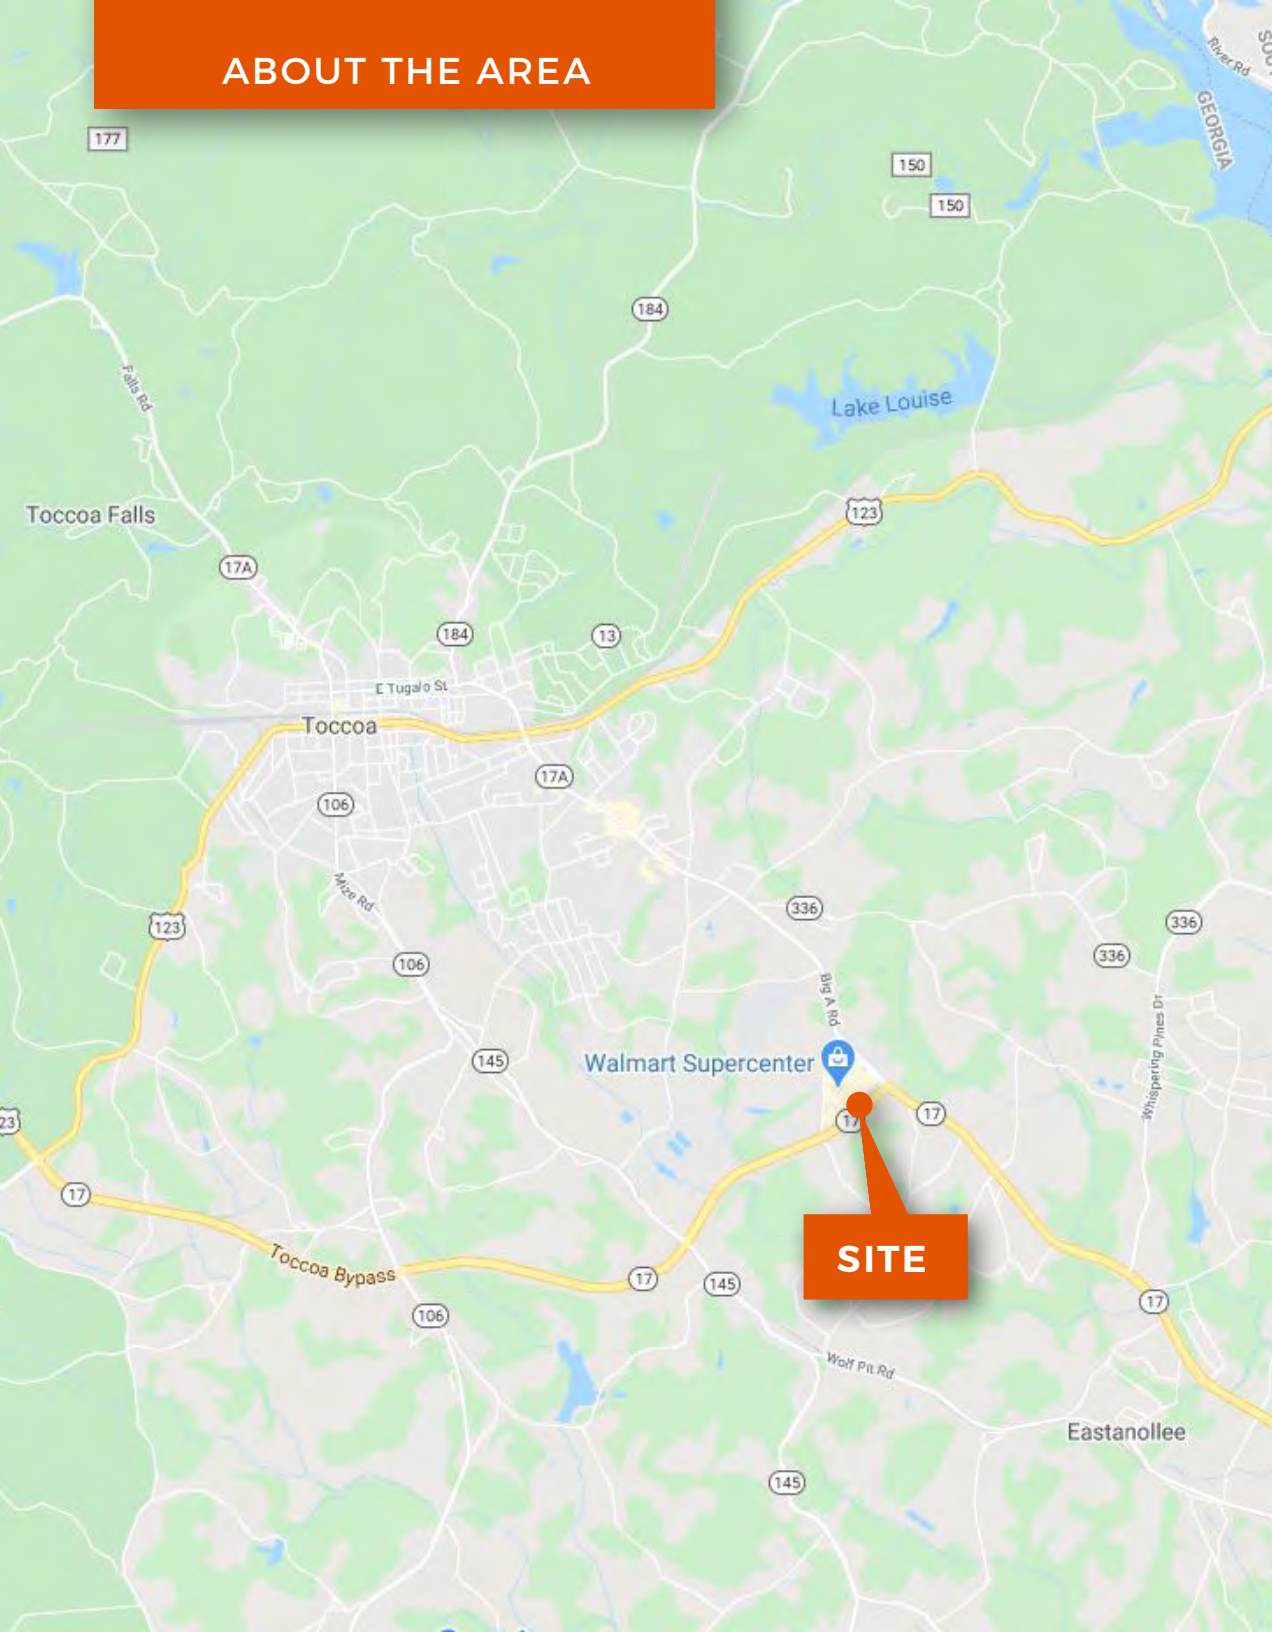 ABOUT THE AREA
River Rd
GEORGIA
177
150
150
184
Falls Rd
Lake Louise
Toccoa Falls
123
17A
184
13
E Tugalo St
Toccoa
17A
106
Mize Rd
336
336
123
106
336
Big A Rd
Whispering Pines Dr
145
Walmart Supercenter
17
17
23
17
SITE
Toccoa Bypass
17
145
17
106
Wolf Pit Rd
Eastanollee
145